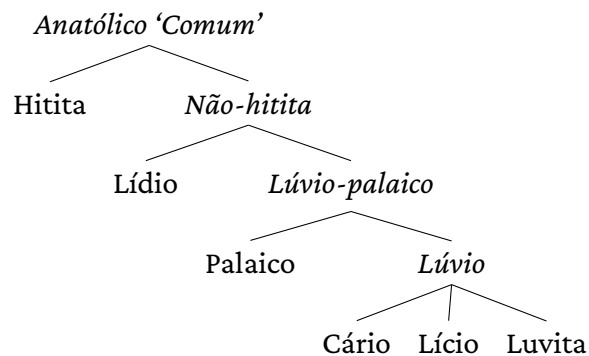 Anatólico ‘Comum’
Hitita Não-hitita
Lídio Lúvio-palaico
Palaico Lúvio
Cário Lício Luvita